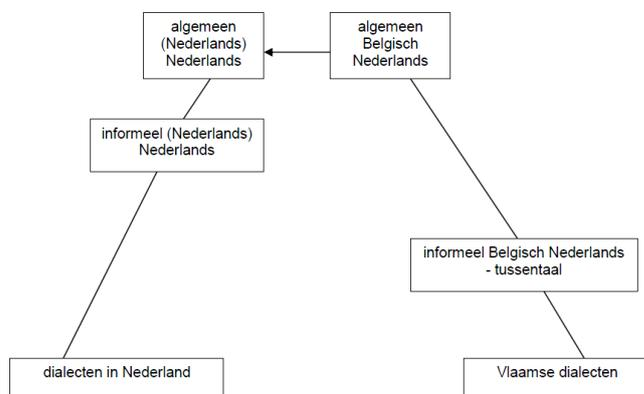 algemeen
(Nederlands)
Nederlands
algemeen
Belgisch
Nederlands
informeel (Nederlands)
Nederlands
informeel Belgisch Nederlands
- tussentaal
dialecten in Nederland
Vlaamse dialecten